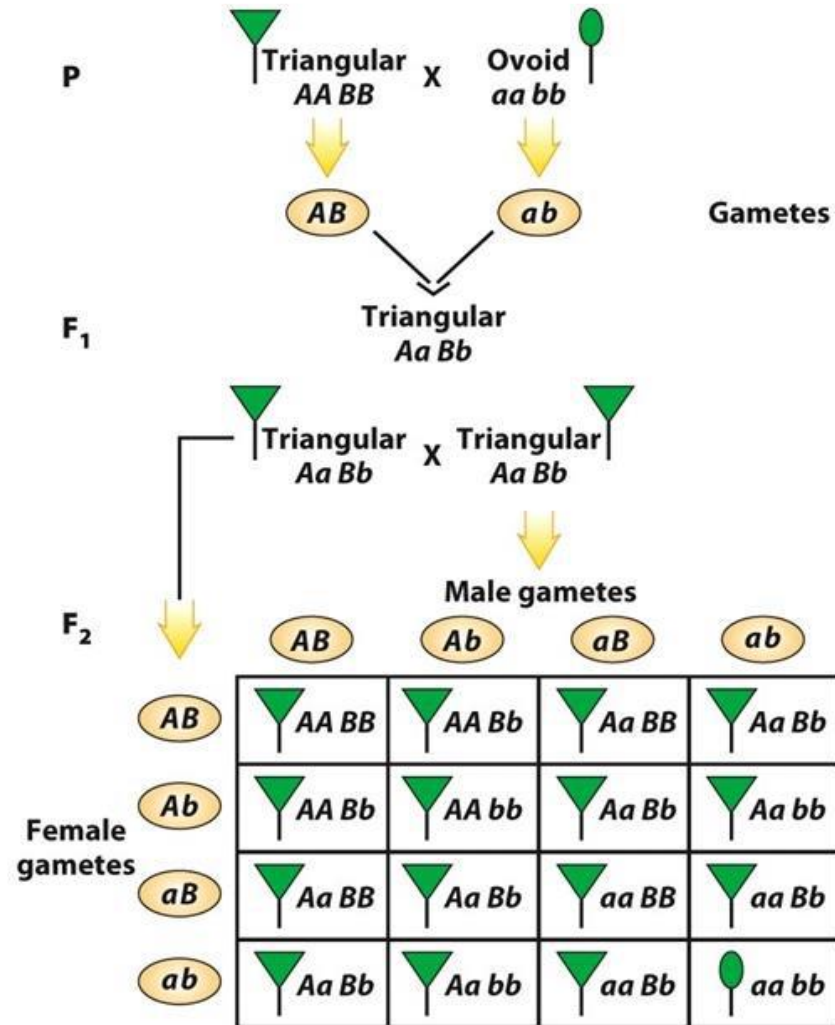 P
Triangular X Ovoid
AA BB aa bb
AB ab Gametes
F₁
Triangular
Aa Bb
Triangular X Triangular
Aa Bb Aa Bb
Male gametes
F₂
AB Ab aB ab
AB AA BB AA Bb Aa BB Aa Bb
Ab AA Bb AA bb Aa Bb Aa bb
Female
gametes
aB Aa BB Aa Bb aa BB aa Bb
ab Aa Bb Aa bb aa Bb aa bb